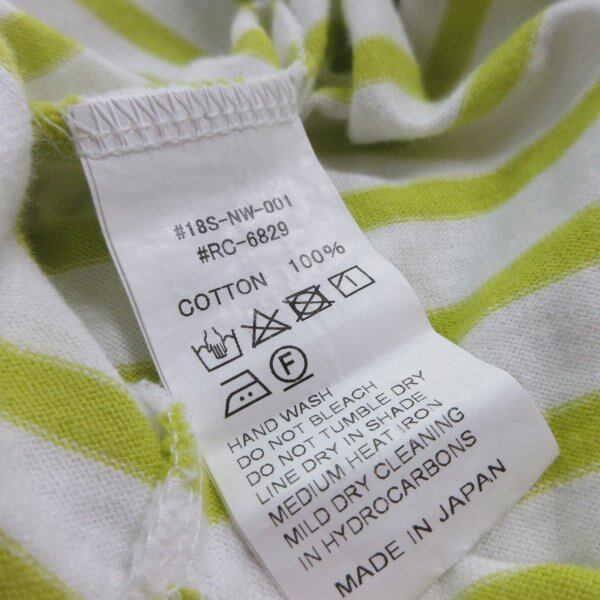 #18S-NW-001
#RC-6829
COTTON 100%
F
HAND WASH
DO NOT BLEACH
DO NOT TUMBLE DRY
LINE DRY IN SHADE
MEDIUM HEAT IRON
MILD DRY CLEANING
IN HYDROCARBONS
MADE IN JAPAN